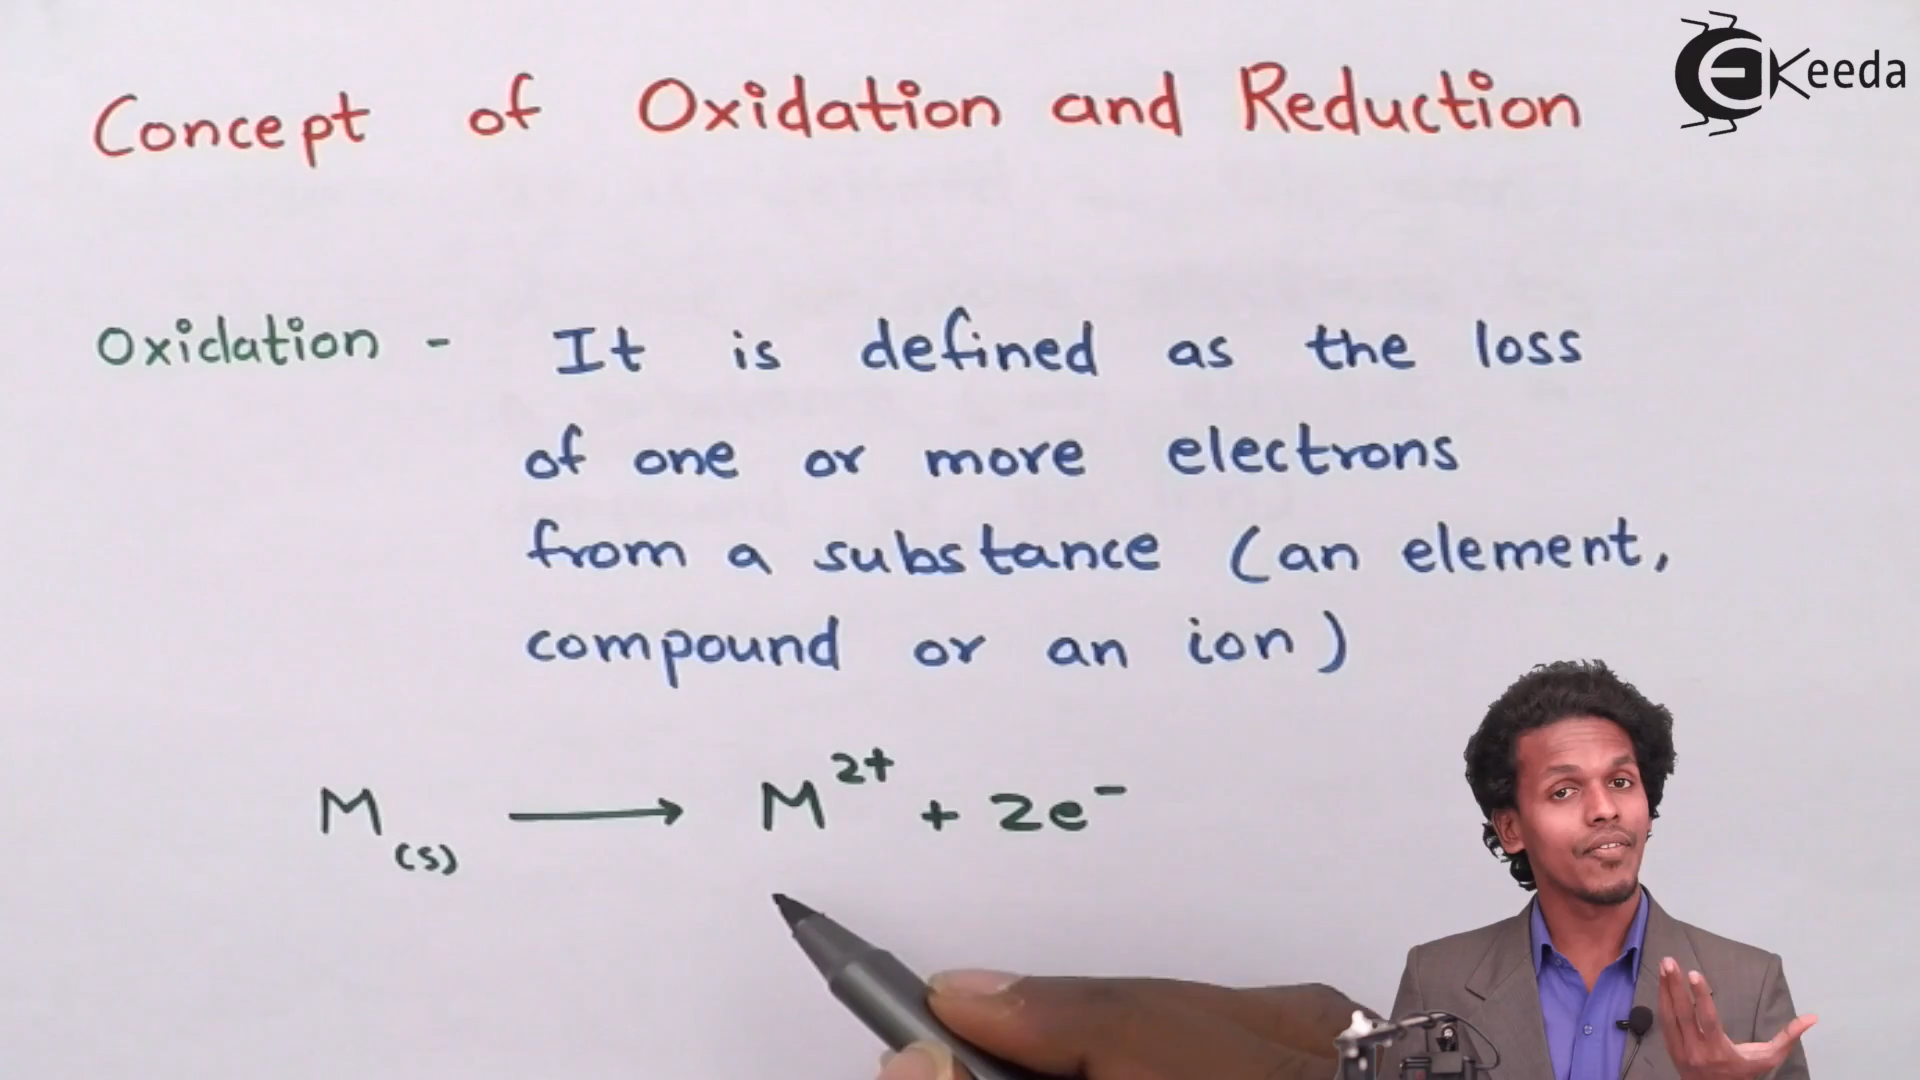 Concept of Oxidation and Reduction
EKeeda
Oxidation - It is defined as the loss
of one or more electrons
from a substance (an element,
compound or an ion)
M(s) ⟶ M²⁺ + 2e⁻